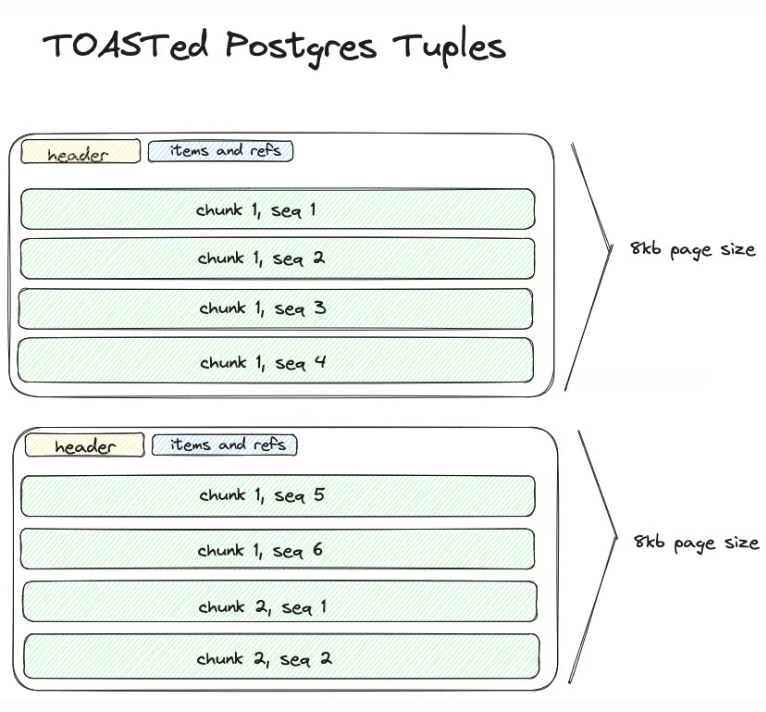 TOASTed Postgres Tuples
header
items and refs
chunk 1, seq 1
chunk 1, seq 2
chunk 1, seq 3
chunk 1, seq 4
8kb page size
header
items and refs
chunk 1, seq 5
chunk 1, seq 6
chunk 2, seq 1
chunk 2, seq 2
8kb page size